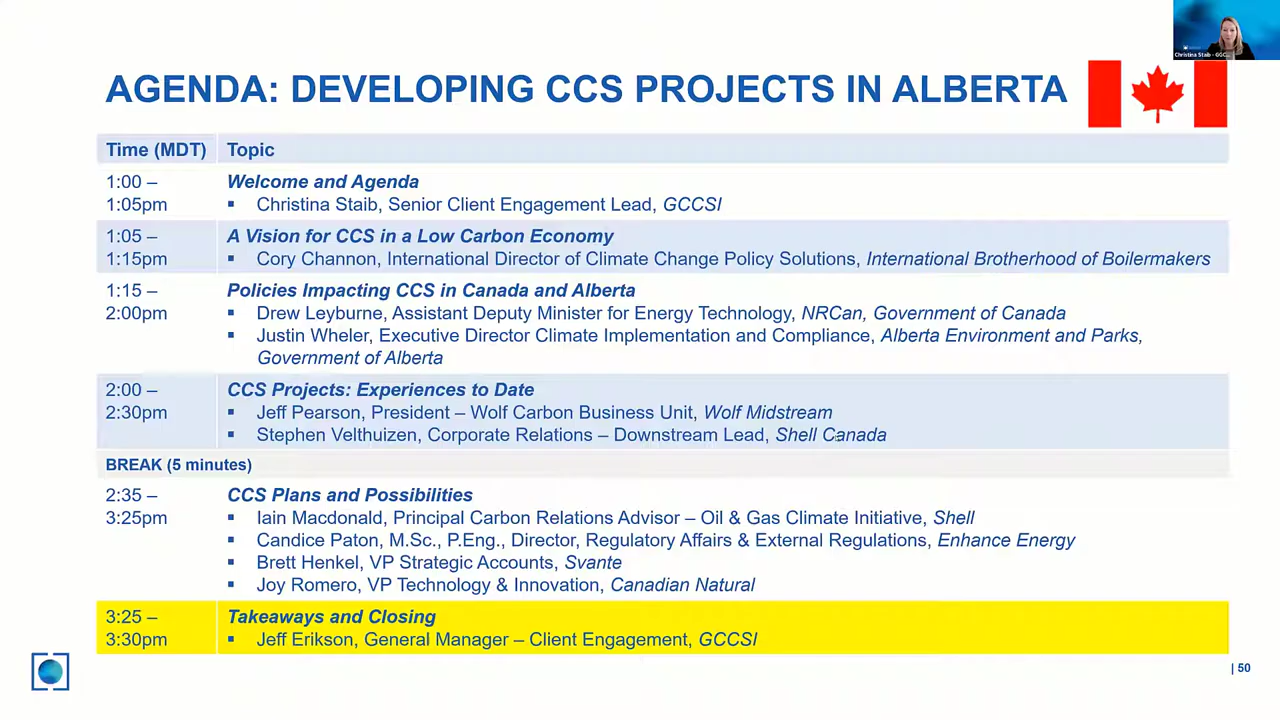 Christina Staib - GCC...
AGENDA: DEVELOPING CCS PROJECTS IN ALBERTA
Time (MDT) Topic
1:00 – Welcome and Agenda
1:05pm ▪ Christina Staib, Senior Client Engagement Lead, GCCSI
1:05 – A Vision for CCS in a Low Carbon Economy
1:15pm ▪ Cory Channon, International Director of Climate Change Policy Solutions, International Brotherhood of Boilermakers
1:15 – Policies Impacting CCS in Canada and Alberta
2:00pm ▪ Drew Leyburne, Assistant Deputy Minister for Energy Technology, NRCan, Government of Canada
▪ Justin Wheler, Executive Director Climate Implementation and Compliance, Alberta Environment and Parks,
Government of Alberta
2:00 – CCS Projects: Experiences to Date
2:30pm ▪ Jeff Pearson, President – Wolf Carbon Business Unit, Wolf Midstream
▪ Stephen Velthuizen, Corporate Relations – Downstream Lead, Shell Canada
BREAK (5 minutes)
2:35 – CCS Plans and Possibilities
3:25pm ▪ Iain Macdonald, Principal Carbon Relations Advisor – Oil & Gas Climate Initiative, Shell
▪ Candice Paton, M.Sc., P.Eng., Director, Regulatory Affairs & External Regulations, Enhance Energy
▪ Brett Henkel, VP Strategic Accounts, Svante
▪ Joy Romero, VP Technology & Innovation, Canadian Natural
3:25 – Takeaways and Closing
3:30pm ▪ Jeff Erikson, General Manager – Client Engagement, GCCSI
| 50